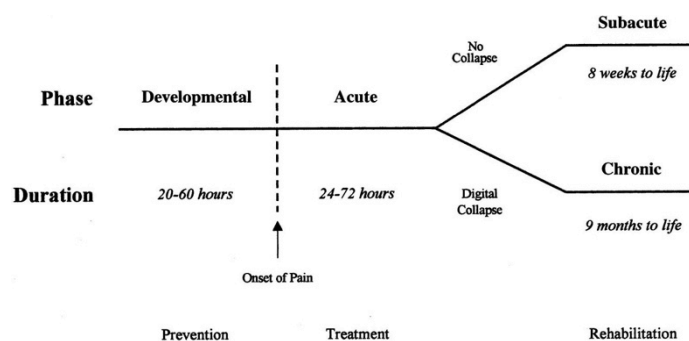 Subacute
No
Collapse
8 weeks to life
Phase
Developmental
Acute
Chronic
Duration
20-60 hours
24-72 hours
Digital
Collapse
9 months to life
Onset of Pain
Prevention
Treatment
Rehabilitation